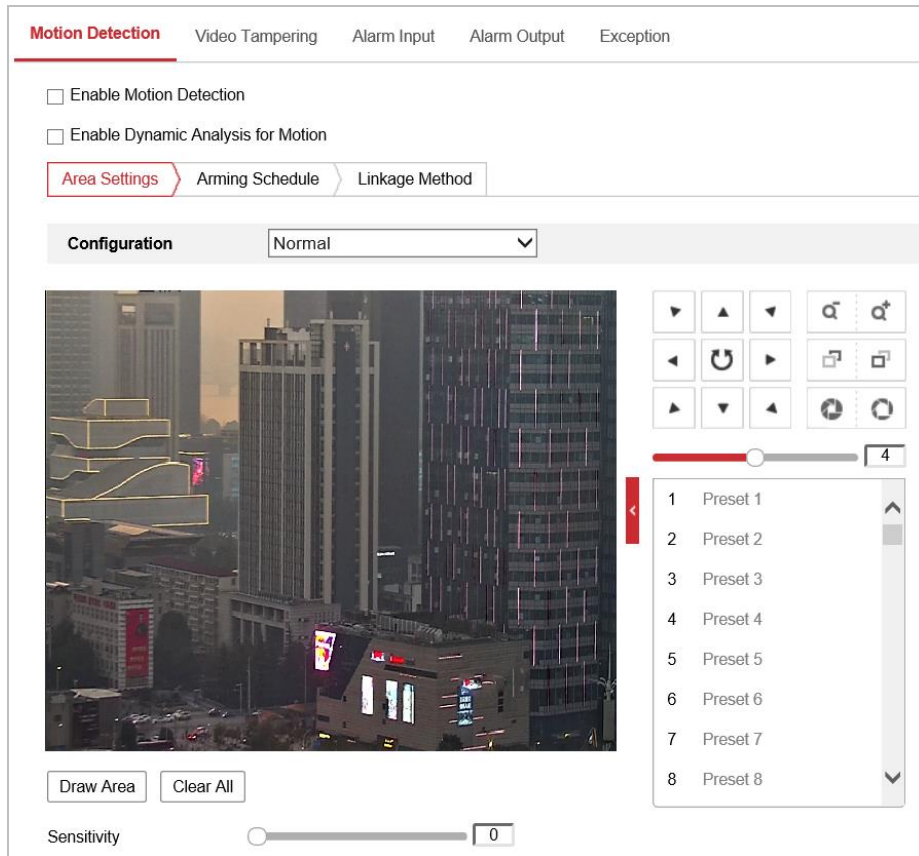 Motion Detection Video Tampering Alarm Input Alarm Output Exception
Enable Motion Detection
Enable Dynamic Analysis for Motion
Area Settings Arming Schedule Linkage Method
Configuration Normal
4
1 Preset 1
2 Preset 2
3 Preset 3
4 Preset 4
5 Preset 5
6 Preset 6
7 Preset 7
8 Preset 8
Draw Area Clear All
Sensitivity 0